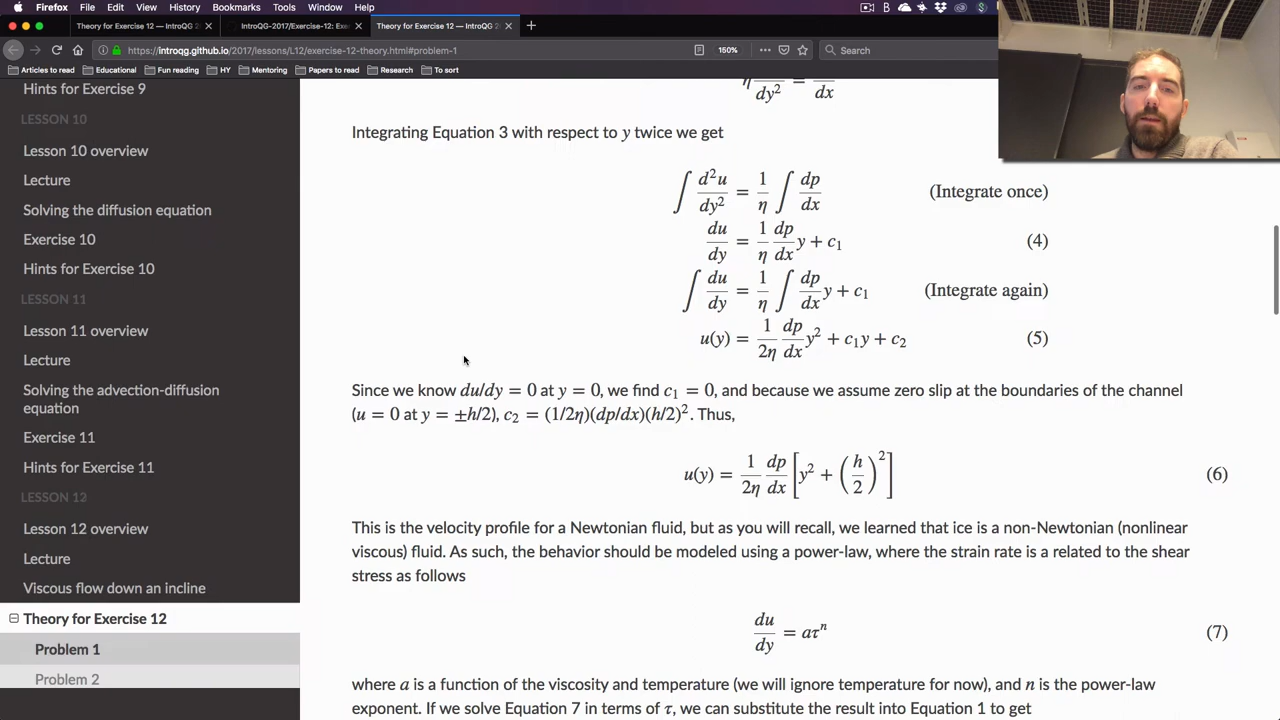 Firefox File Edit View History Bookmarks Tools Window Help
Theory for Exercise 12 — IntroQG 2 IntroQG-2017/Exercise-12: Exe Theory for Exercise 12 — IntroQG 2
https://introqg.github.io/2017/lessons/L12/exercise-12-theory.html#problem-1 150% Search
Articles to read Educational Fun reading HY Mentoring Papers to read Research To sort
Hints for Exercise 9
LESSON 10
Lesson 10 overview
Lecture
Solving the diffusion equation
Exercise 10
Hints for Exercise 10
LESSON 11
Lesson 11 overview
Lecture
Solving the advection-diffusion
equation
Exercise 11
Hints for Exercise 11
LESSON 12
Lesson 12 overview
Lecture
Viscous flow down an incline
Theory for Exercise 12
Problem 1
Problem 2
η d²u/dy² = dp/dx
Integrating Equation 3 with respect to y twice we get
∫ d²u/dy² = 1/η ∫ dp/dx (Integrate once)
du/dy = 1/η dp/dx y + c₁ (4)
∫ du/dy = 1/η ∫ dp/dx y + c₁ (Integrate again)
u(y) = 1/2η dp/dx y² + c₁y + c₂ (5)
Since we know du/dy = 0 at y = 0, we find c₁ = 0, and because we assume zero slip at the boundaries of the channel
(u = 0 at y = ±h/2), c₂ = (1/2η)(dp/dx)(h/2)². Thus,
u(y) = 1/2η dp/dx [y² + (h/2)²] (6)
This is the velocity profile for a Newtonian fluid, but as you will recall, we learned that ice is a non-Newtonian (nonlinear
viscous) fluid. As such, the behavior should be modeled using a power-law, where the strain rate is a related to the shear
stress as follows
du/dy = aτⁿ (7)
where a is a function of the viscosity and temperature (we will ignore temperature for now), and n is the power-law
exponent. If we solve Equation 7 in terms of τ, we can substitute the result into Equation 1 to get